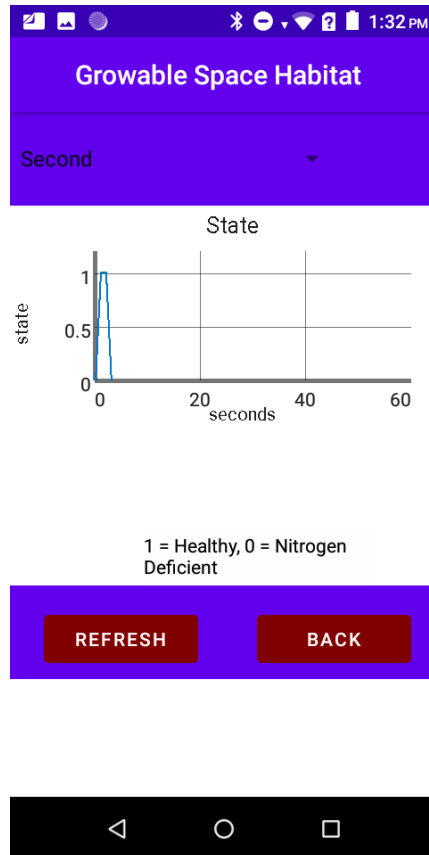 1:32 PM
Growable Space Habitat
Second
State
1
0.5
0
state
0 20 40 60
seconds
1 = Healthy, 0 = Nitrogen
Deficient
REFRESH BACK